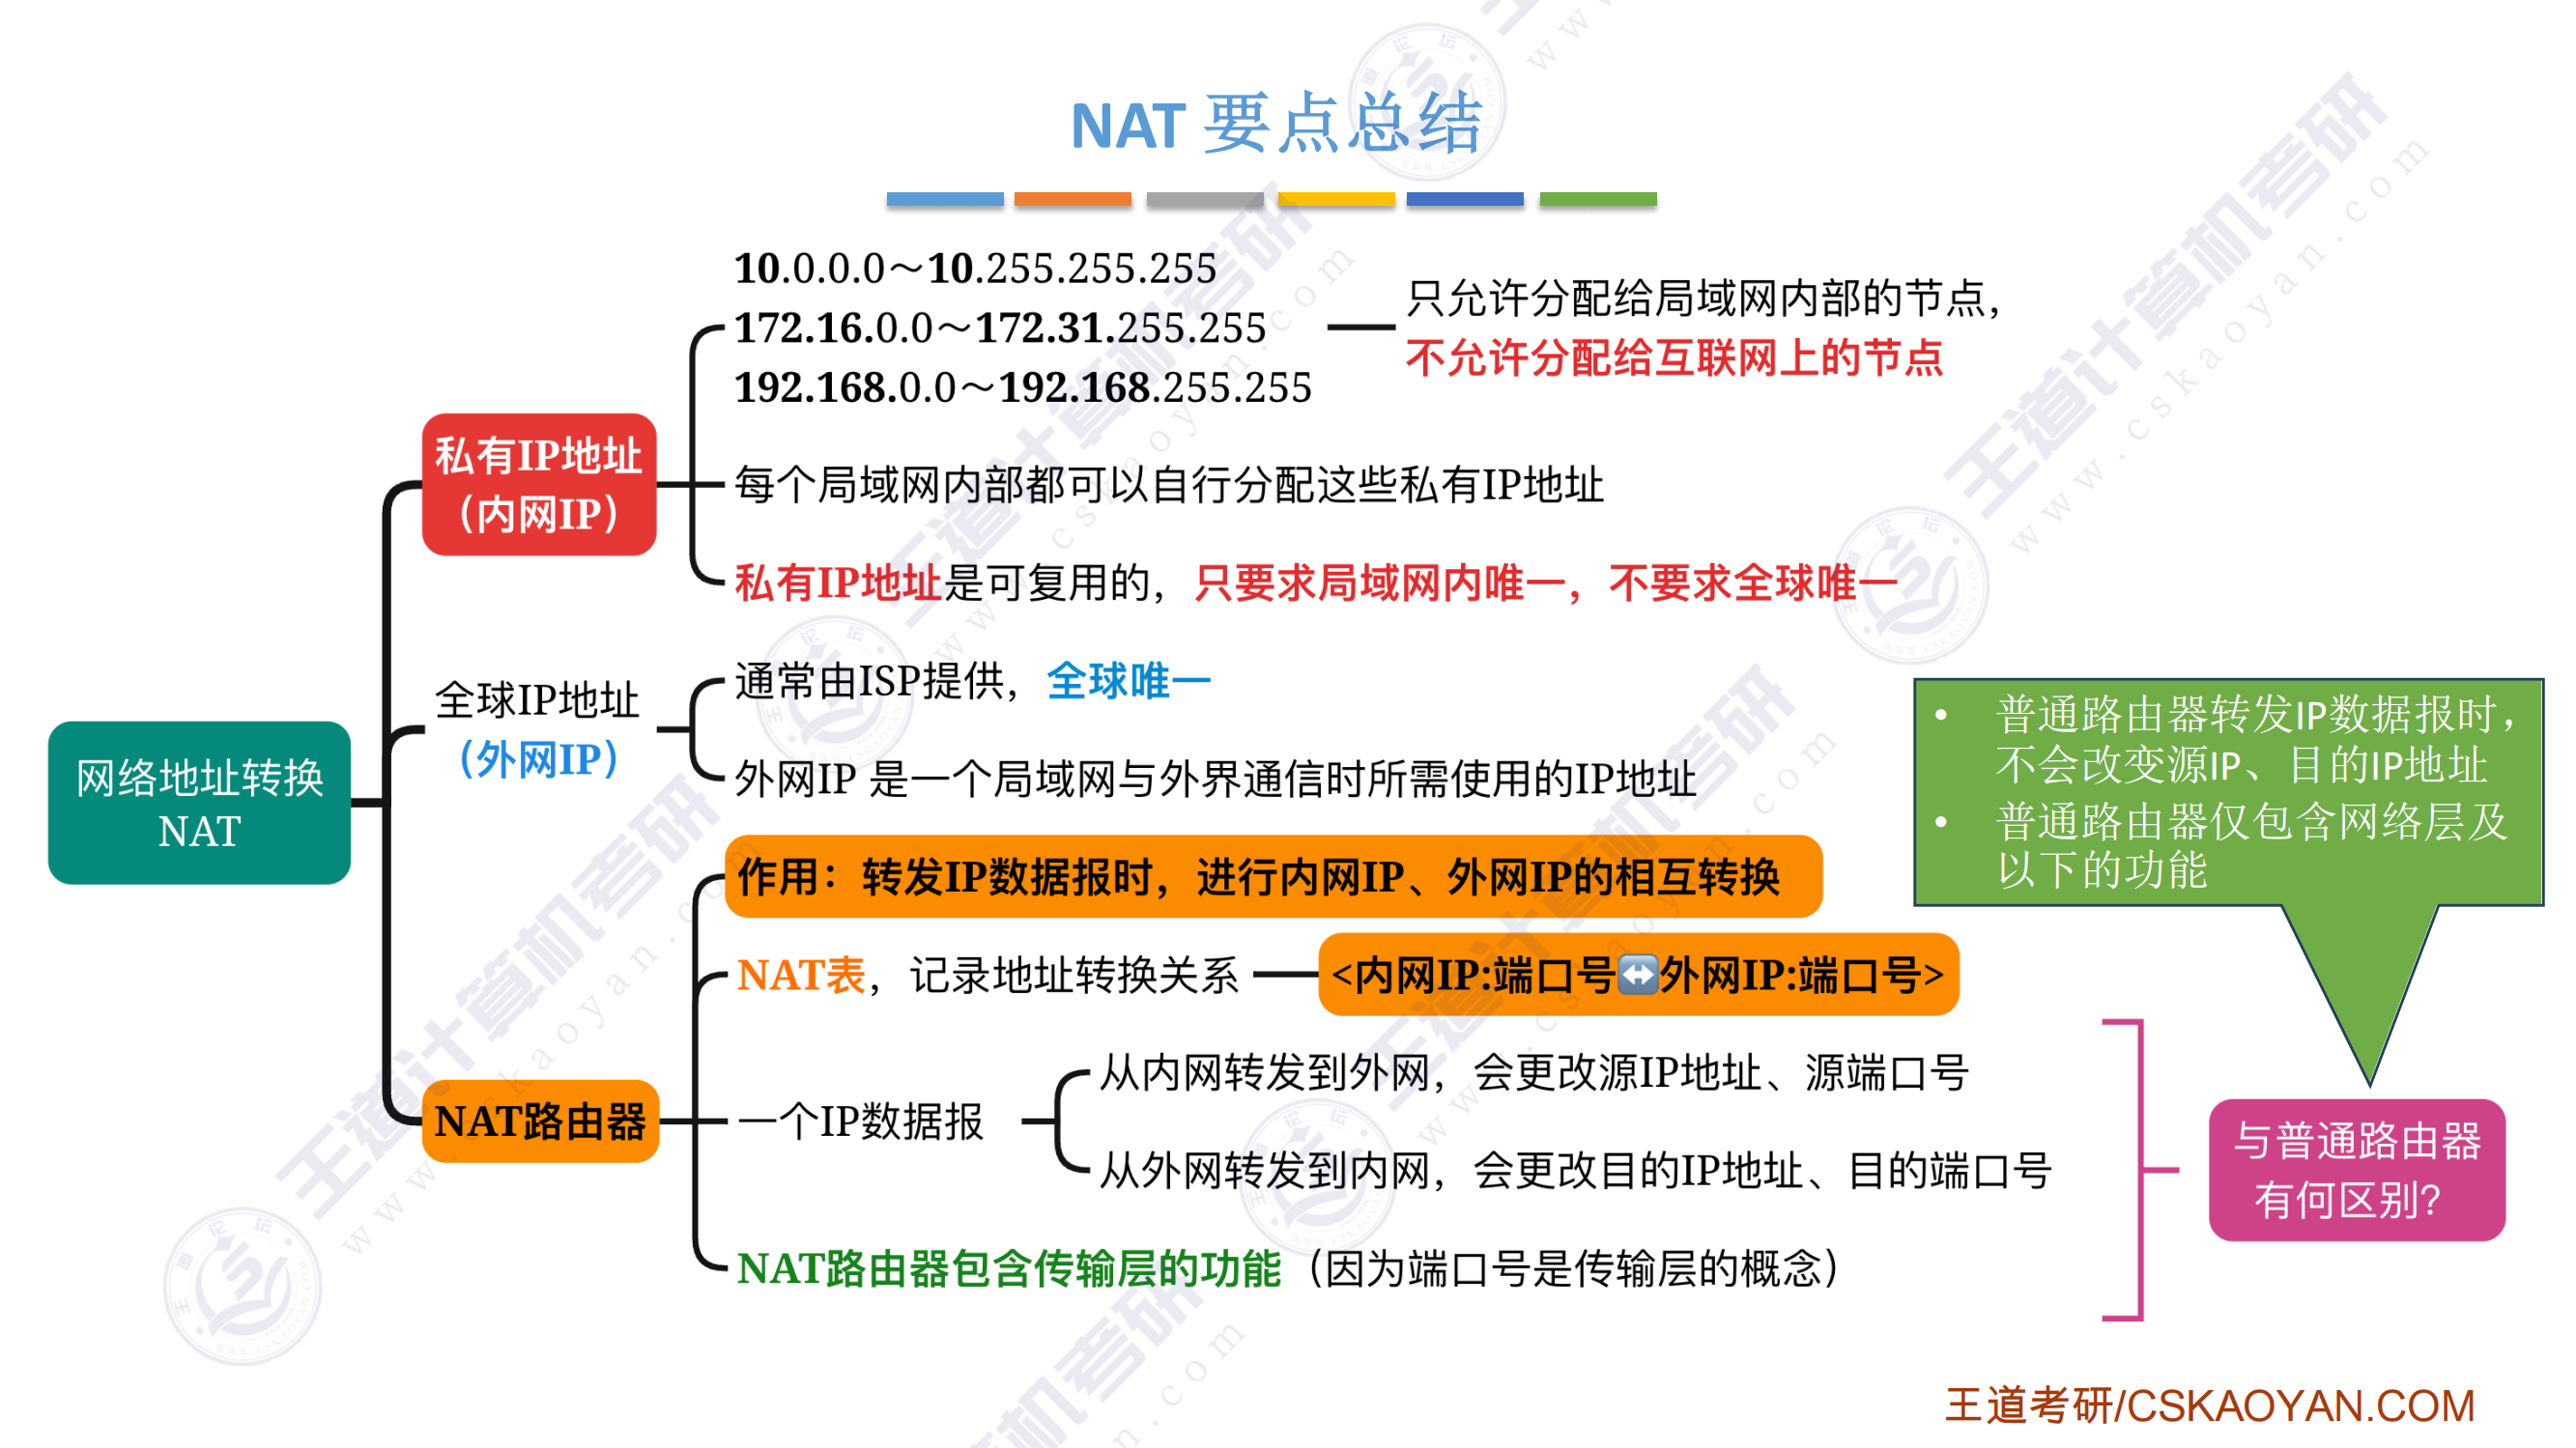 NAT 要点总结
10.0.0.0～10.255.255.255
172.16.0.0～172.31.255.255
192.168.0.0～192.168.255.255
只允许分配给局域网内部的节点，
不允许分配给互联网上的节点
私有IP地址
（内网IP）
每个局域网内部都可以自行分配这些私有IP地址
私有IP地址是可复用的，只要求局域网内唯一，不要求全球唯一
全球IP地址
（外网IP）
通常由ISP提供，全球唯一
外网IP 是一个局域网与外界通信时所需使用的IP地址
网络地址转换
NAT
• 普通路由器转发IP数据报时，
不会改变源IP、目的IP地址
• 普通路由器仅包含网络层及
以下的功能
作用：转发IP数据报时，进行内网IP、外网IP的相互转换
NAT表，记录地址转换关系
<内网IP:端口号↔外网IP:端口号>
NAT路由器
一个IP数据报
从内网转发到外网，会更改源IP地址、源端口号
从外网转发到内网，会更改目的IP地址、目的端口号
NAT路由器包含传输层的功能（因为端口号是传输层的概念）
与普通路由器
有何区别？
王道考研/CSKAOYAN.COM
王道计算机考研
www.cskaoyan.com
王道论坛
WWW.CSKAOYAN.COM